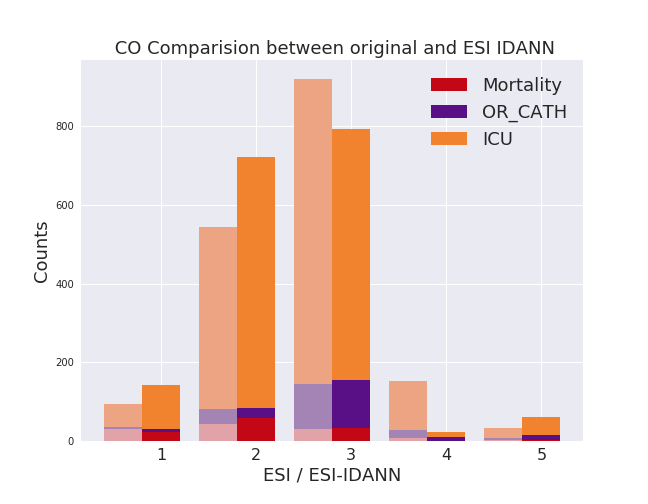 CO Comparision between original and ESI IDANN
Mortality
OR_CATH
ICU
Counts
800
600
400
200
0
1 2 3 4 5
ESI / ESI-IDANN